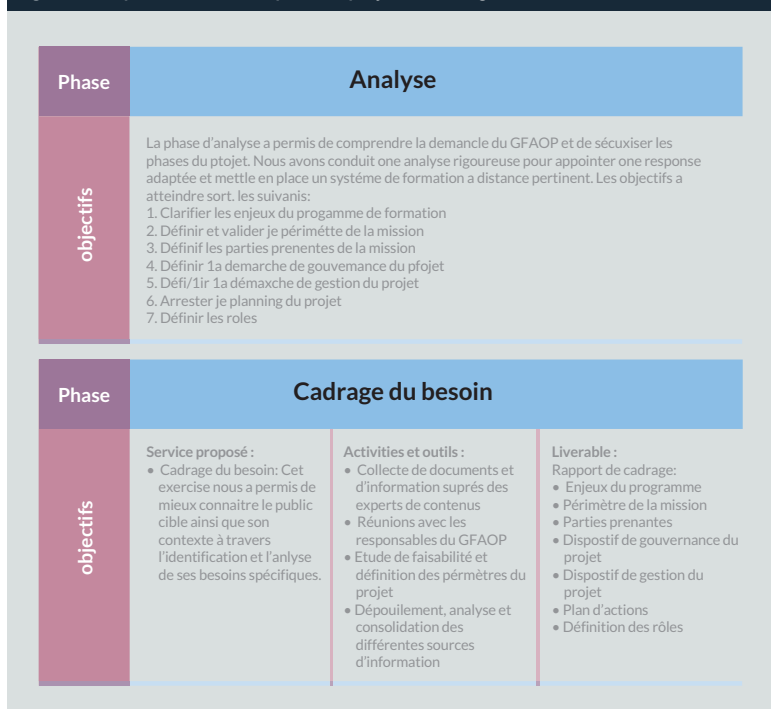 Phase
Analyse
objectifs
La phase d'analyse a permis de comprendre la demancle du GFAOP et de sécuxiser les
phases du ptojet. Nous avons conduit one analyse rigoureuse pour appointer one response
adaptée et mettle en place un systéme de formation a distance pertinent. Les objectifs a
atteindre sort. les suivanis:
1. Clarifier les enjeux du progamme de formation
2. Définir et valider je périmétte de la mission
3. Définif les parties prenentes de la mission
4. Définir 1a demarche de gouvemance du pfojet
5. Défi/1ir 1a démaxche de gestion du projet
6. Arrester je planning du projet
7. Définir les roles
Phase
Cadrage du besoin
objectifs
Service proposé :
• Cadrage du besoin: Cet
exercise nous a permis de
mieux connaitre le public
cible ainsi que son
contexte à travers
l'identification et l'anlyse
de ses besoins spécifiques.
Activities et outils :
• Collecte de documents et
d'information suprés des
experts de contenus
• Réunions avec les
responsables du GFAOP
• Etude de faisabilité et
définition des pérmètres du
projet
• Dépouilement, analyse et
consolidation des
différentes sources
d'information
Liverable :
Rapport de cadrage:
• Enjeux du programme
• Périmètre de la mission
• Parties prenantes
• Dispostif de gouvernance du
projet
• Dispostif de gestion du
projet
• Plan d'actions
• Définition des rôles